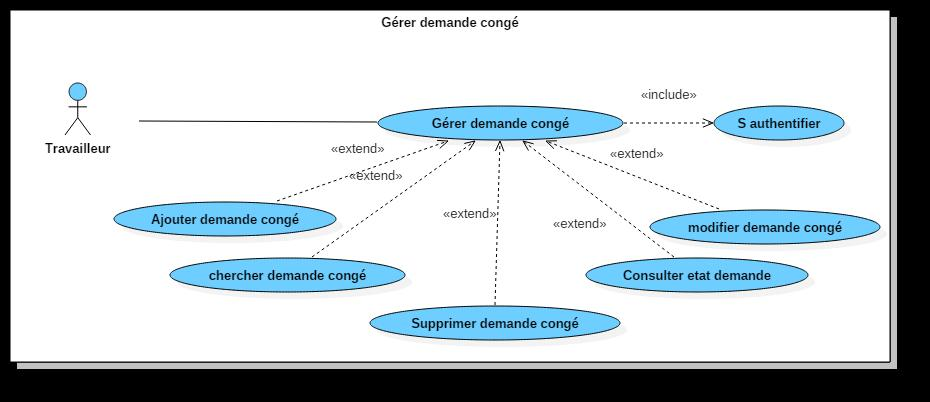 Gérer demande congé
«include»
Gérer demande congé
S authentifier
Travailleur
«extend»
«extend»
«extend»
«extend»
«extend»
Ajouter demande congé
modifier demande congé
chercher demande congé
Consulter etat demande
Supprimer demande congé